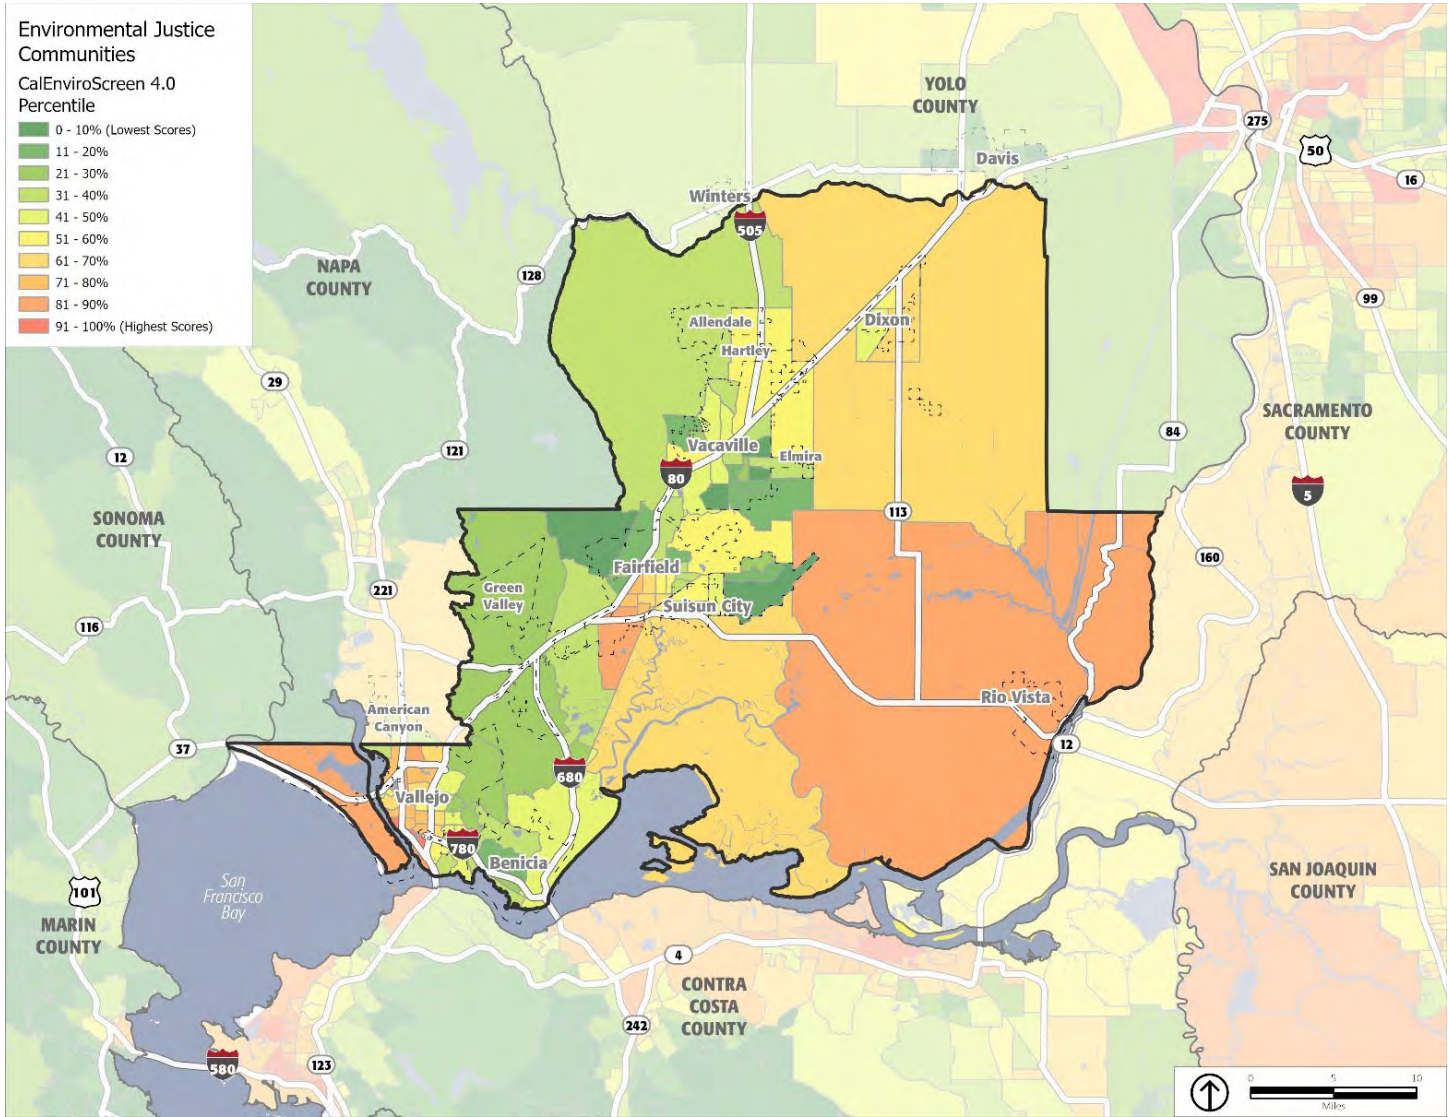 Environmental Justice
Communities
CalEnviroScreen 4.0
Percentile
0 - 10% (Lowest Scores)
11 - 20%
21 - 30%
31 - 40%
41 - 50%
51 - 60%
61 - 70%
71 - 80%
81 - 90%
91 - 100% (Highest Scores)
YOLO
COUNTY
275
50
16
Davis
Winters
505
128
NAPA
COUNTY
99
Allendale
Dixon
Hartley
29
SACRAMENTO
COUNTY
84
12
121
Vacaville
Elmira
80
5
SONOMA
COUNTY
113
160
Fairfield
221
Green
Valley
Suisun City
116
Rio Vista
American
Canyon
37
12
680
Vallejo
780
Benicia
San
Francisco
Bay
101
SAN JOAQUIN
COUNTY
MARIN
COUNTY
4
CONTRA
COSTA
COUNTY
242
580
123
0 5 10
Miles